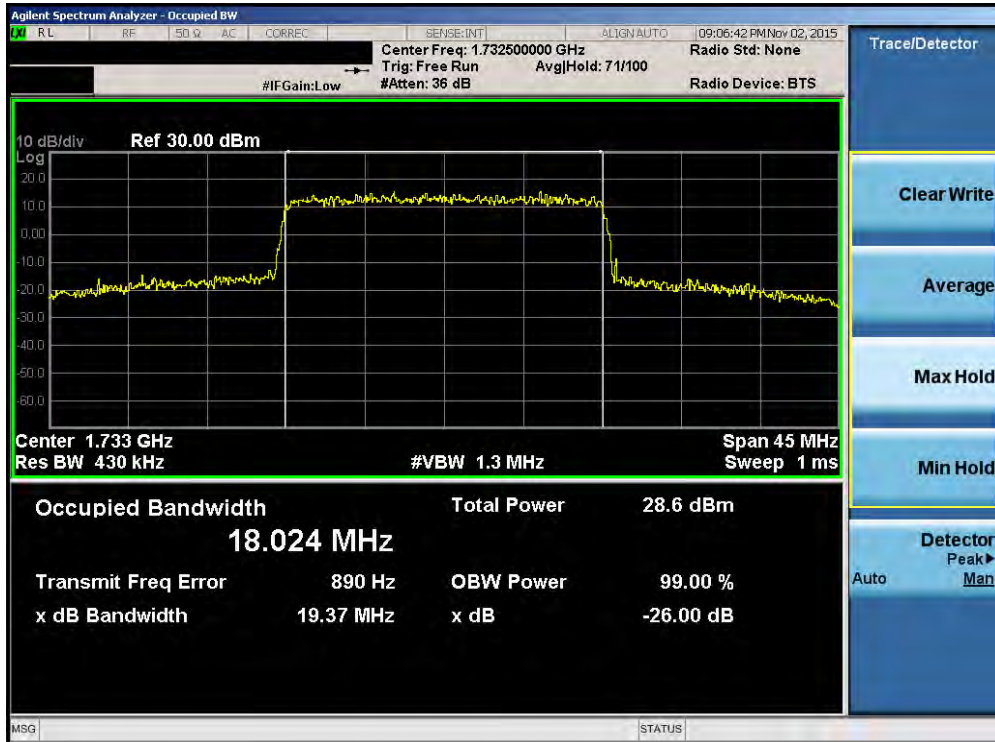 Agilent Spectrum Analyzer - Occupied BW
LXI RL RF 50 Ω AC CORREC SENSE:INT ALIGNAUTO 09:06:42 PM Nov 02, 2015
Center Freq: 1.732500000 GHz Radio Std: None
Trig: Free Run Avg|Hold: 71/100
#IFGain:Low #Atten: 36 dB Radio Device: BTS
10 dB/div Ref 30.00 dBm
Log
20.0
10.0
0.00
-10.0
-20.0
-30.0
-40.0
-50.0
-60.0
Center 1.733 GHz Span 45 MHz
Res BW 430 kHz #VBW 1.3 MHz Sweep 1 ms
Occupied Bandwidth Total Power 28.6 dBm
18.024 MHz
Transmit Freq Error 890 Hz OBW Power 99.00 %
x dB Bandwidth 19.37 MHz x dB -26.00 dB
MSG STATUS
Trace/Detector
Clear Write
Average
Max Hold
Min Hold
Detector
Peak▶
Auto Man